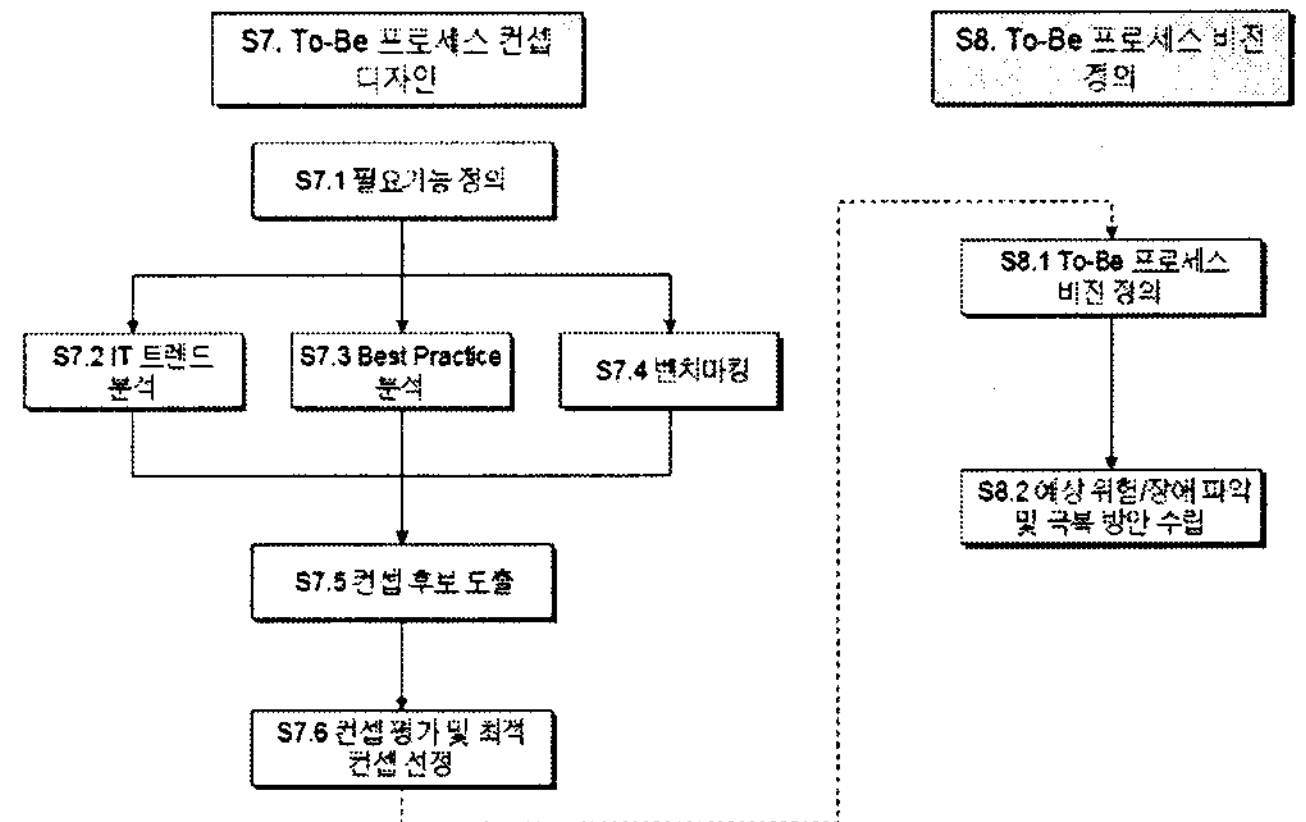 S7. To-Be 프로세스 컨셉
디자인
S8. To-Be 프로세스 비전
정의
S7.1 필요기능 정의
S7.2 IT 트렌드
분석
S7.3 Best Practice
분석
S7.4 벤치마킹
S7.5 컨셉 후보 도출
S7.6 컨셉 평가 및 최적
컨셉 선정
S8.1 To-Be 프로세스
비전 정의
S8.2 예상 위험/장애 파악
및 극복 방안 수립